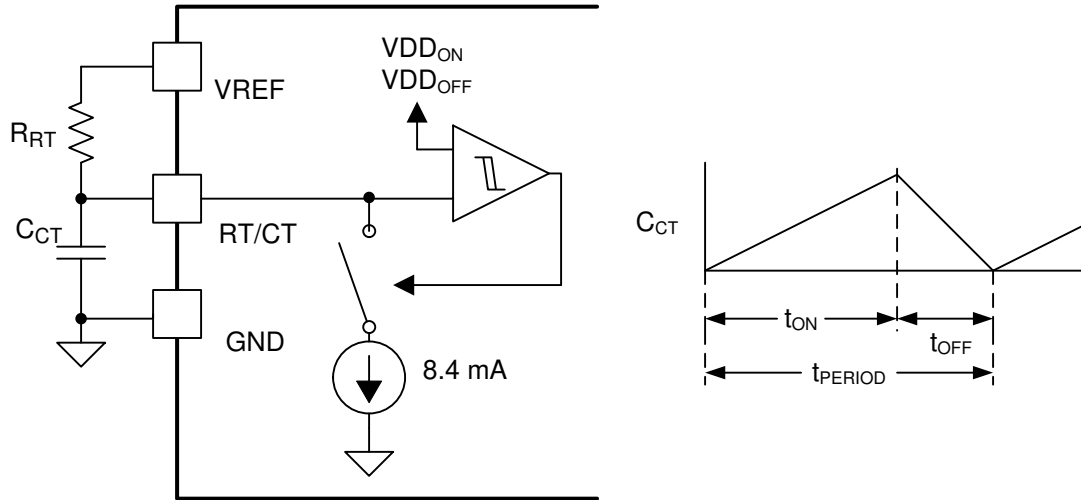 VDD_ON
VDD_OFF
VREF
R_RT
C_CT
RT/CT
GND
8.4 mA
C_CT
t_ON
t_OFF
t_PERIOD